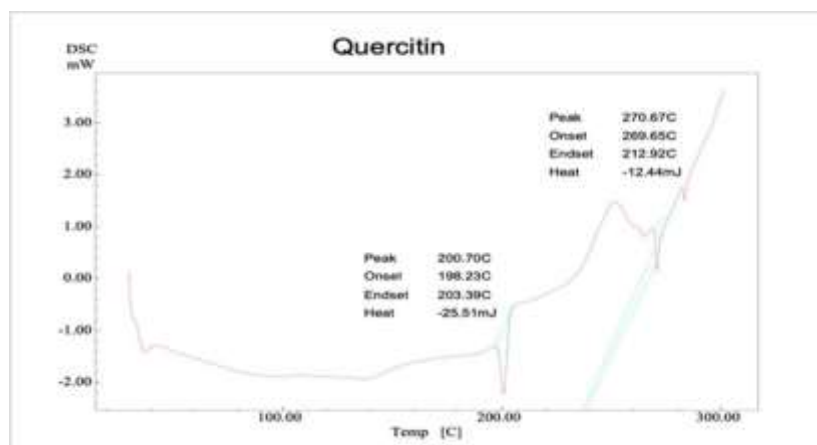 Quercitin
DSC
mW
3.00
2.00
1.00
0.00
-1.00
-2.00
Peak 270.67C
Onset 269.65C
Endset 212.92C
Heat -12.44mJ
Peak 200.70C
Onset 198.23C
Endset 203.39C
Heat -25.51mJ
100.00 200.00 300.00
Temp [C]